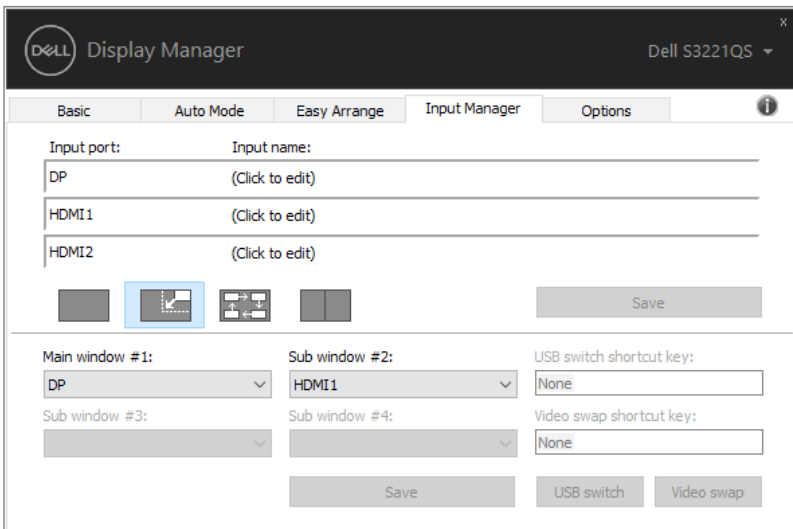 x
DELL Display Manager Dell S3221QS
Basic Auto Mode Easy Arrange Input Manager Options i
Input port: Input name:
DP (Click to edit)
HDMI1 (Click to edit)
HDMI2 (Click to edit)
Save
Main window #1: Sub window #2: USB switch shortcut key:
DP HDMI1 None
Sub window #3: Sub window #4: Video swap shortcut key:
None
Save USB switch Video swap